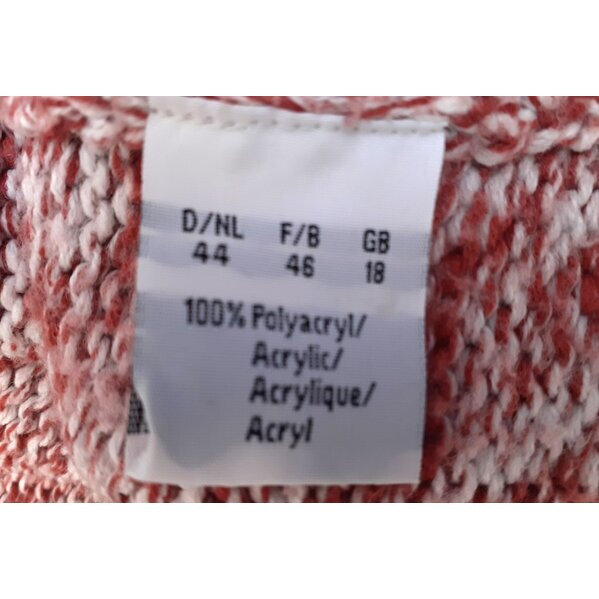 D/NL F/B GB
44 46 18
100% Polyacryl/
Acrylic/
Acrylique/
Acryl